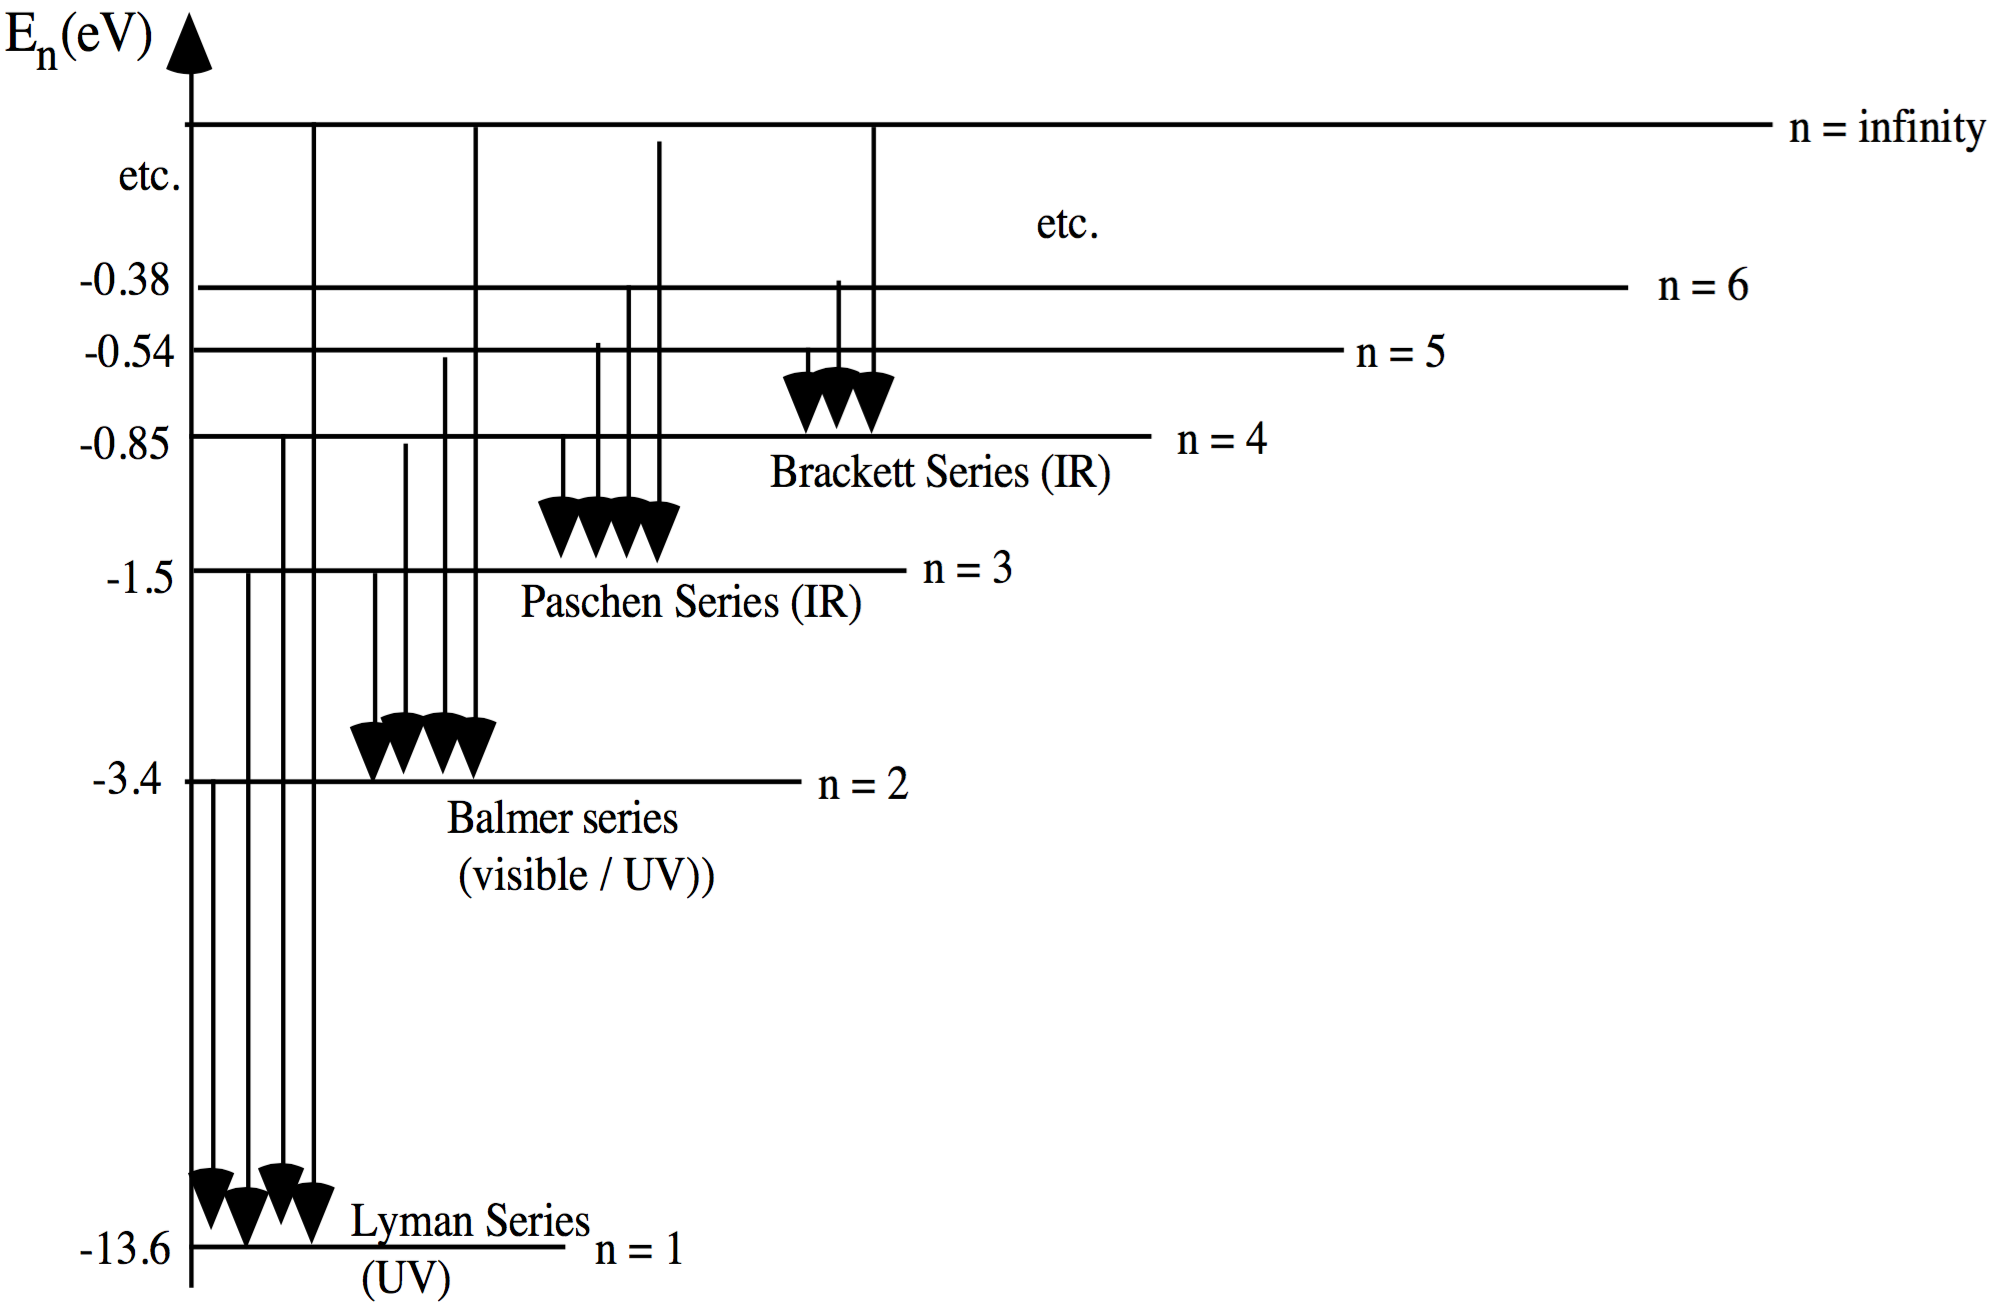 En(eV)
n = infinity
etc.
etc.
-0.38
n = 6
-0.54
n = 5
-0.85
n = 4
Brackett Series (IR)
-1.5
n = 3
Paschen Series (IR)
-3.4
n = 2
Balmer series
(visible / UV))
Lyman Series
-13.6
n = 1
(UV)